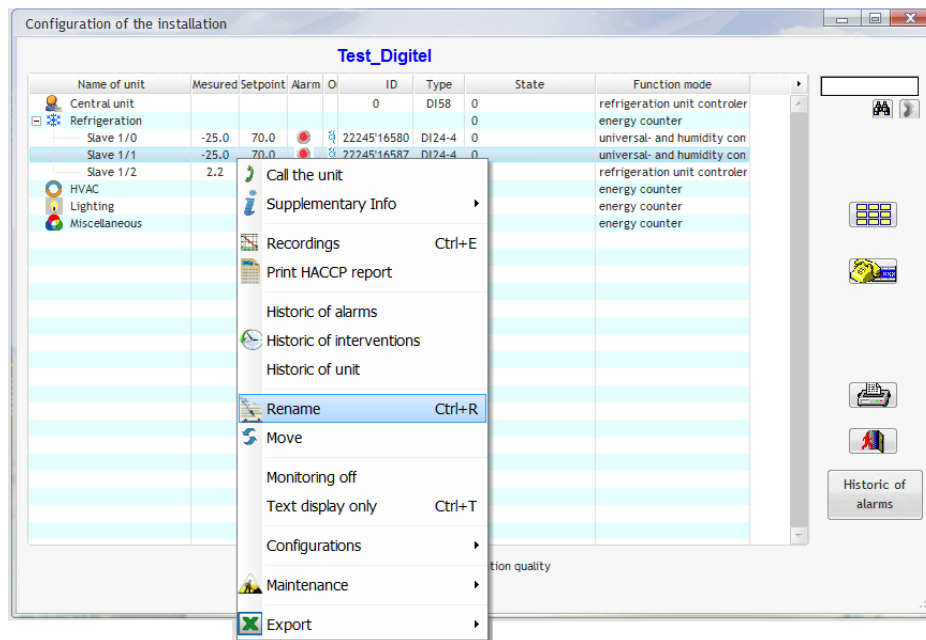 Configuration of the installation
Test_Digitel
Name of unit Mesured Setpoint Alarm ID Type State Function mode
Central unit 0 DI58 0 refrigeration unit controler
Refrigeration 0 energy counter
Slave 1/0 -25.0 70.0 22245'16580 DI24-4 0 universal- and humidity con
Slave 1/1 -25.0 70.0 22245'16587 DI24-4 0 universal- and humidity con
Slave 1/2 2.2 refrigeration unit controler
HVAC energy counter
Lighting energy counter
Miscellaneous energy counter
Call the unit
Supplementary Info
Recordings Ctrl+E
Print HACCP report
Historic of alarms
Historic of interventions
Historic of unit
Rename Ctrl+R
Move
Monitoring off
Text display only Ctrl+T
Configurations
Maintenance
Export
tion quality
Historic of
alarms